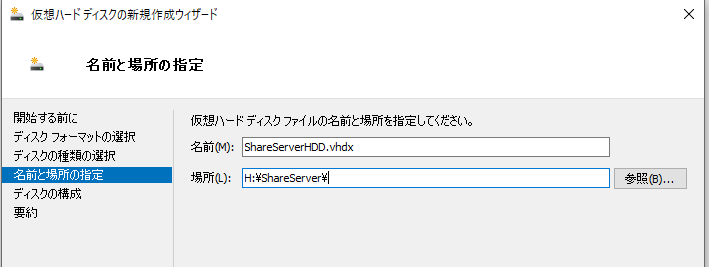 仮想ハード ディスクの新規作成ウィザード
名前と場所の指定
開始する前に
ディスク フォーマットの選択
ディスクの種類の選択
名前と場所の指定
ディスクの構成
要約
仮想ハード ディスク ファイルの名前と場所を指定してください。
名前(M): ShareServerHDD.vhdx
場所(L): H:¥ShareServer¥ 参照(B)...